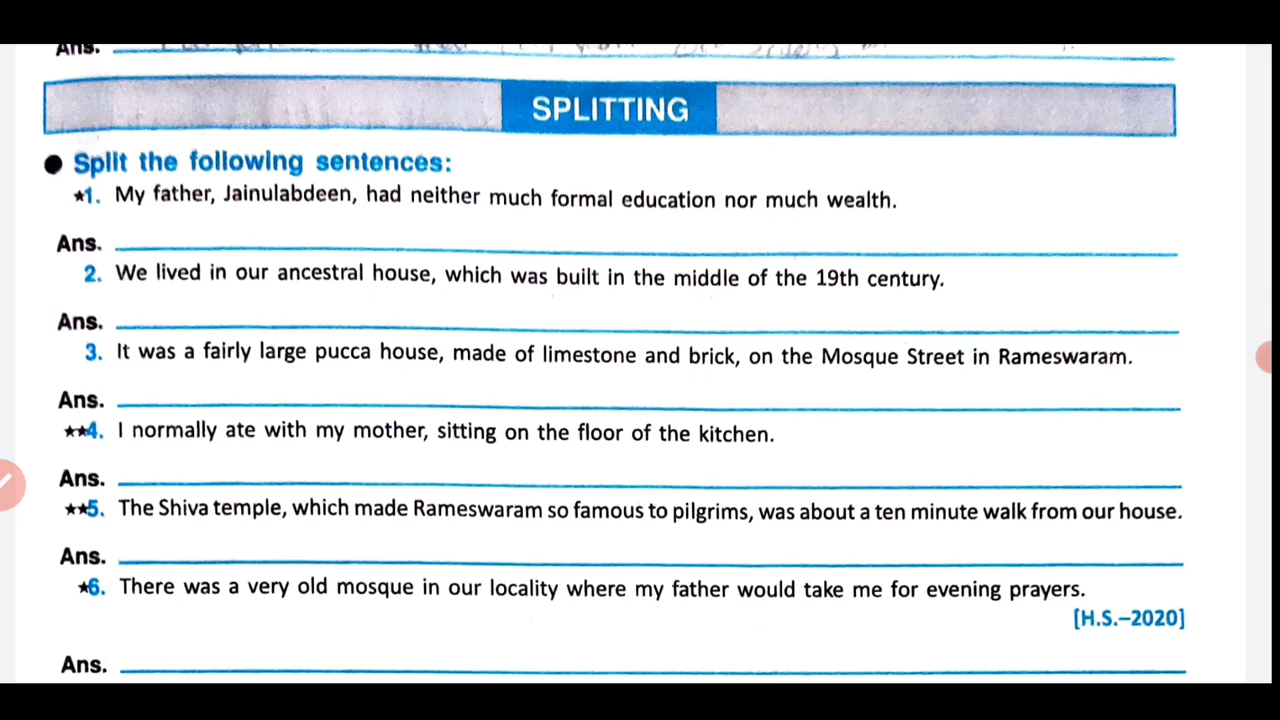 Ans.
SPLITTING
● Split the following sentences:
★1. My father, Jainulabdeen, had neither much formal education nor much wealth.
Ans.
2. We lived in our ancestral house, which was built in the middle of the 19th century.
Ans.
3. It was a fairly large pucca house, made of limestone and brick, on the Mosque Street in Rameswaram.
Ans.
★★4. I normally ate with my mother, sitting on the floor of the kitchen.
Ans.
★★5. The Shiva temple, which made Rameswaram so famous to pilgrims, was about a ten minute walk from our house.
Ans.
★6. There was a very old mosque in our locality where my father would take me for evening prayers.
[H.S.–2020]
Ans.